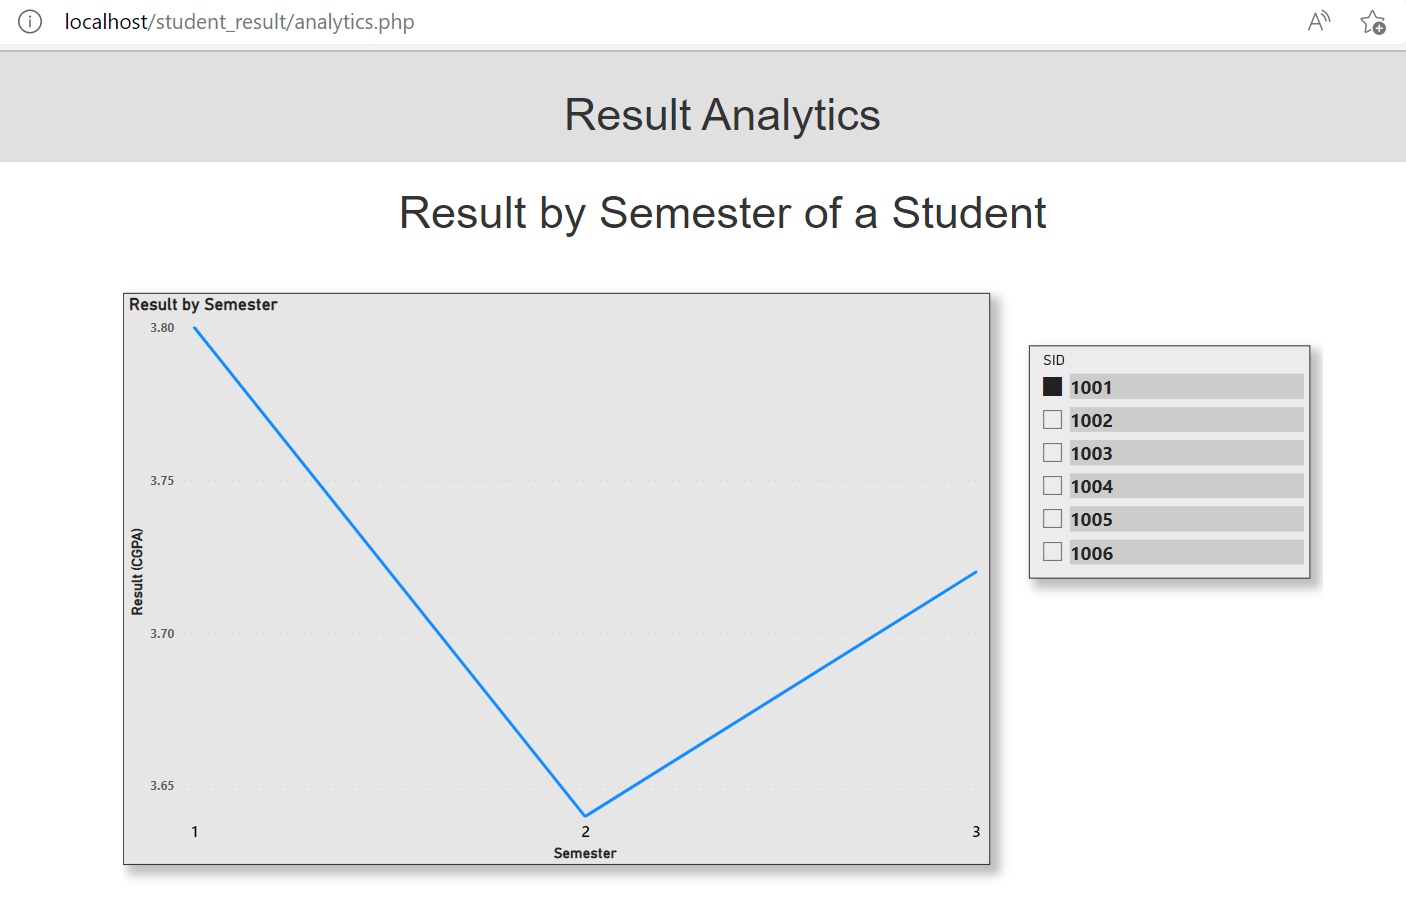 localhost/student_result/analytics.php
Result Analytics
Result by Semester of a Student
Result by Semester
3.80
3.75
3.70
3.65
Result (CGPA)
1 2 3
Semester
SID
1001
1002
1003
1004
1005
1006